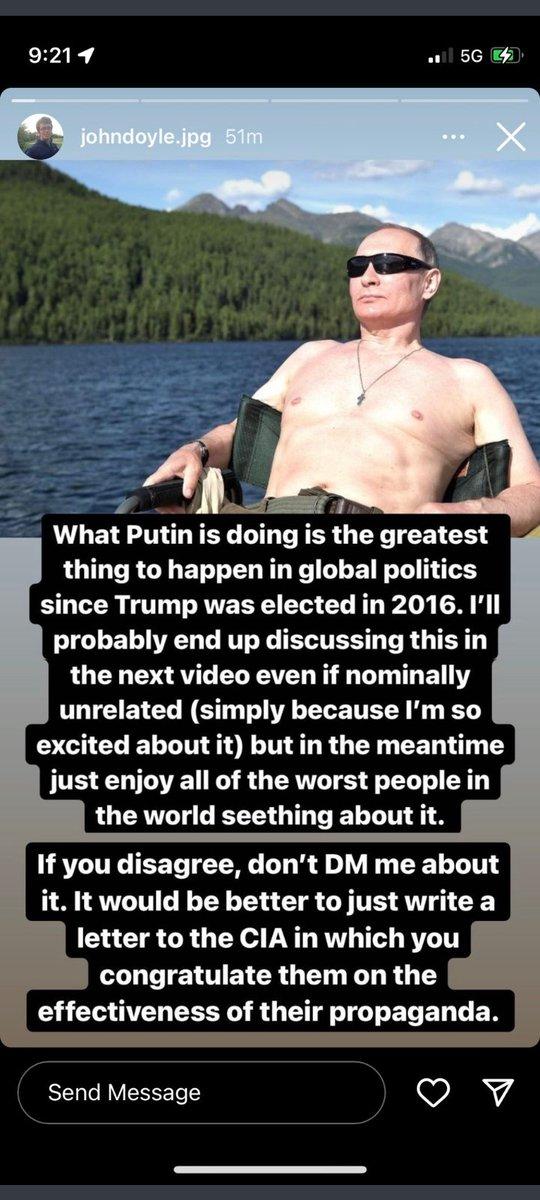 9:21
5G
johndoyle.jpg 51m
What Putin is doing is the greatest
thing to happen in global politics
since Trump was elected in 2016. I’ll
probably end up discussing this in
the next video even if nominally
unrelated (simply because I’m so
excited about it) but in the meantime
just enjoy all of the worst people in
the world seething about it.
If you disagree, don’t DM me about
it. It would be better to just write a
letter to the CIA in which you
congratulate them on the
effectiveness of their propaganda.
Send Message